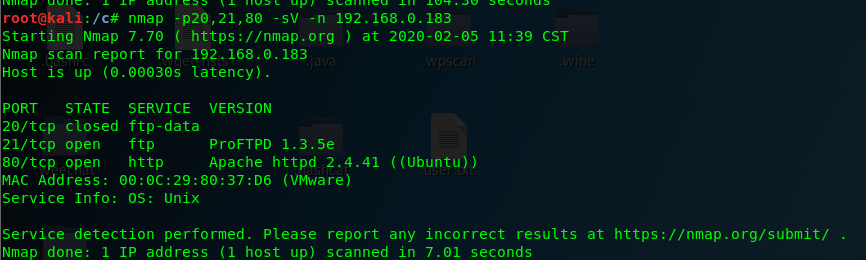 Nmap done: 1 IP address (1 host up) scanned in 104.30 seconds
root@kali:/c# nmap -p20,21,80 -sV -n 192.168.0.183
Starting Nmap 7.70 ( https://nmap.org ) at 2020-02-05 11:39 CST
Nmap scan report for 192.168.0.183
.java .wpscan .wine
Host is up (0.00030s latency).
PORT STATE SERVICE VERSION
20/tcp closed ftp-data
21/tcp open ftp ProFTPD 1.3.5e
80/tcp open http Apache httpd 2.4.41 ((Ubuntu))
user.txt
MAC Address: 00:0C:29:80:37:D6 (VMware)
Service Info: OS: Unix
Service detection performed. Please report any incorrect results at https://nmap.org/submit/ .
Nmap done: 1 IP address (1 host up) scanned in 7.01 seconds